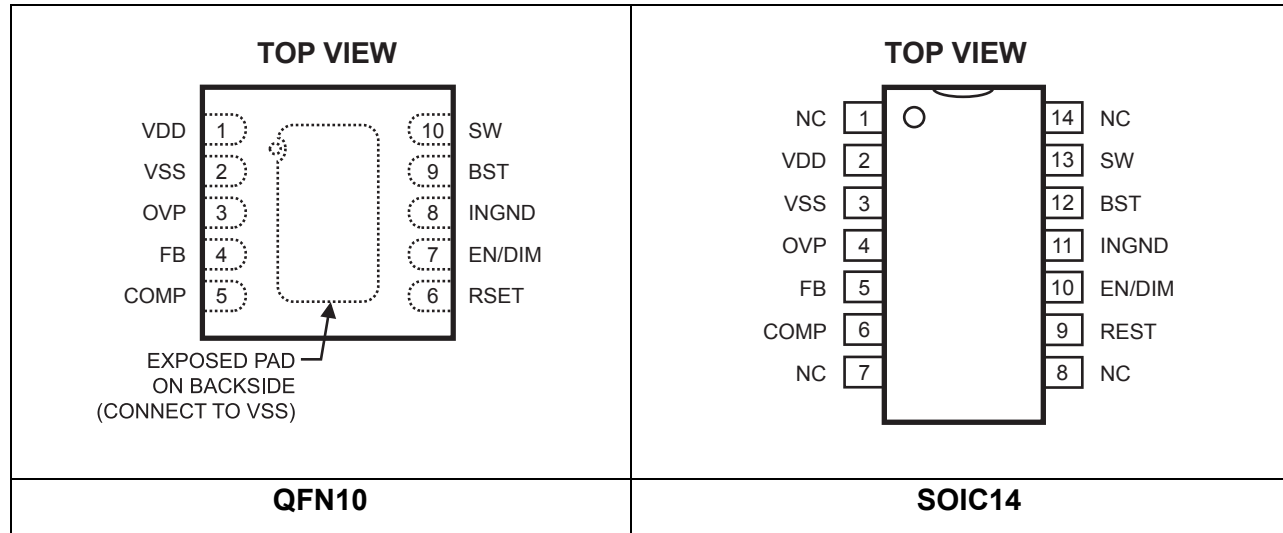 TOP VIEW
VDD 1
VSS 2
OVP 3
FB 4
COMP 5
10 SW
9 BST
8 INGND
7 EN/DIM
6 RSET
EXPOSED PAD
ON BACKSIDE
(CONNECT TO VSS)
QFN10
TOP VIEW
NC 1
VDD 2
VSS 3
OVP 4
FB 5
COMP 6
NC 7
14 NC
13 SW
12 BST
11 INGND
10 EN/DIM
9 REST
8 NC
SOIC14